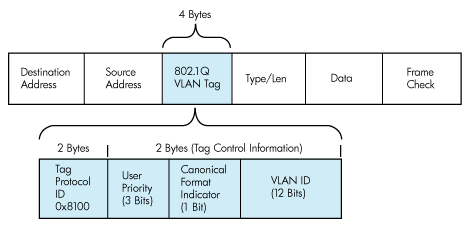 4 Bytes
Destination
Address
Source
Address
802.1Q
VLAN Tag
Type/Len
Data
Frame
Check
2 Bytes
2 Bytes (Tag Control Information)
Tag
Protocol
ID
0x8100
User
Priority
(3 Bits)
Canonical
Format
Indicator
(1 Bit)
VLAN ID
(12 Bits)